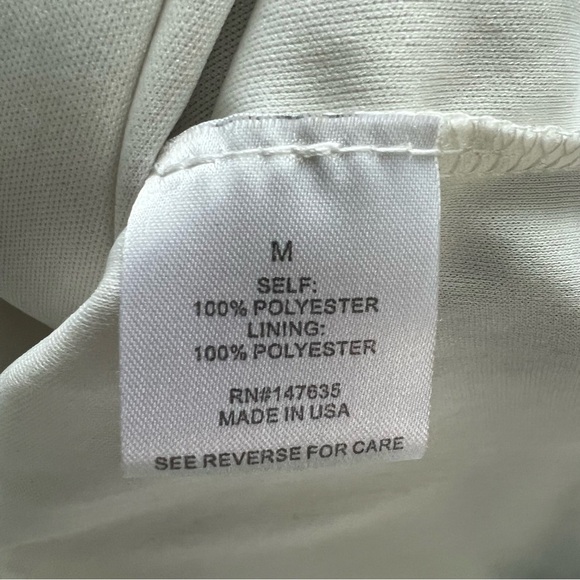 M
SELF:
100% POLYESTER
LINING:
100% POLYESTER
RN#147635
MADE IN USA
SEE REVERSE FOR CARE